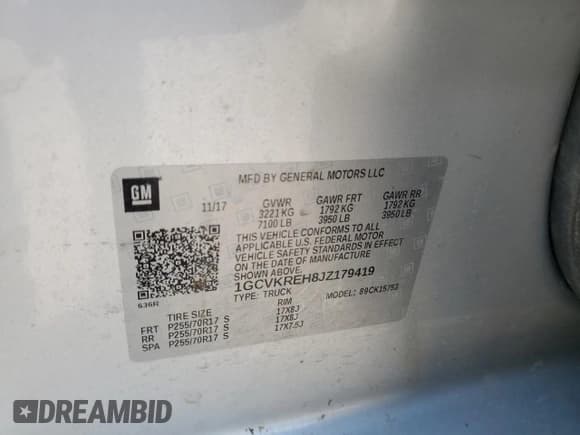 GM
MFD BY GENERAL MOTORS LLC
11/17
GVWR GAWR FRT GAWR RR
3221 KG 1792 KG 1792 KG
7100 LB 3950 LB 3950 LB
THIS VEHICLE CONFORMS TO ALL
APPLICABLE U.S. FEDERAL MOTOR
VEHICLE SAFETY STANDARDS IN EFFECT
ON THE DATE OF MANUFACTURE
SHOWN ABOVE.
1GCVKREH8JZ179419
TYPE: TRUCK MODEL: 89CK15753
636R
TIRE SIZE RIM
FRT P255/70R17 S 17X8J
RR P255/70R17 S 17X8J
SPA P255/70R17 S 17X7.5J
DREAMBID